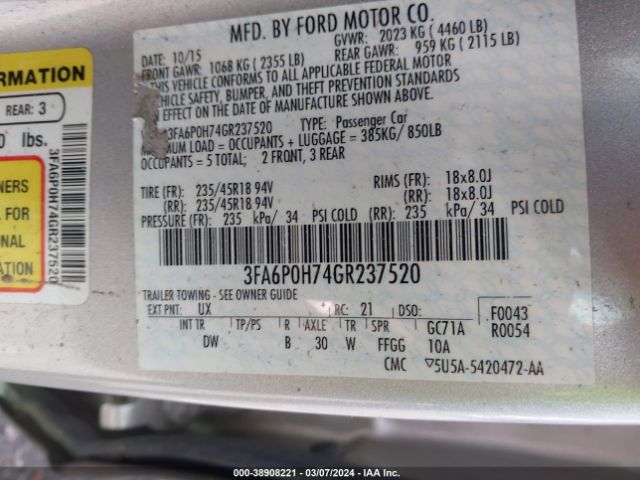 MFD. BY FORD MOTOR CO.
DATE: 10/15 GVWR: 2023 KG ( 4460 LB)
FRONT GAWR: 1068 KG ( 2355 LB) REAR GAWR: 959 KG ( 2115 LB)
THIS VEHICLE CONFORMS TO ALL APPLICABLE FEDERAL MOTOR
VEHICLE SAFETY, BUMPER, AND THEFT PREVENTION STANDARDS
IN EFFECT ON THE DATE OF MANUFACTURE SHOWN ABOVE.
3FA6P0H74GR237520 TYPE: Passenger Car
MAXIMUM LOAD = OCCUPANTS + LUGGAGE = 385KG/ 850LB
OCCUPANTS = 5 TOTAL; 2 FRONT, 3 REAR
TIRE (FR): 235/45R18 94V RIMS (FR): 18x8.0J
(RR): 235/45R18 94V (RR): 18x8.0J
PRESSURE (FR): 235 kPa/ 34 PSI COLD (RR): 235 kPa/ 34 PSI COLD
3FA6P0H74GR237520
TRAILER TOWING - SEE OWNER GUIDE
EXT PNT: UX RC: 21 DSO: F0043
INT TR TP/PS R AXLE TR SPR GC71A R0054
DW B 30 W FFGG 10A
CMC ▽5U5A-5420472-AA
FORMATION
REAR: 3
0 lbs.
NERS
FOR
ONAL
ON
3FA6P0H74GR237520
000-38908221 - 03/07/2024 - IAA Inc.